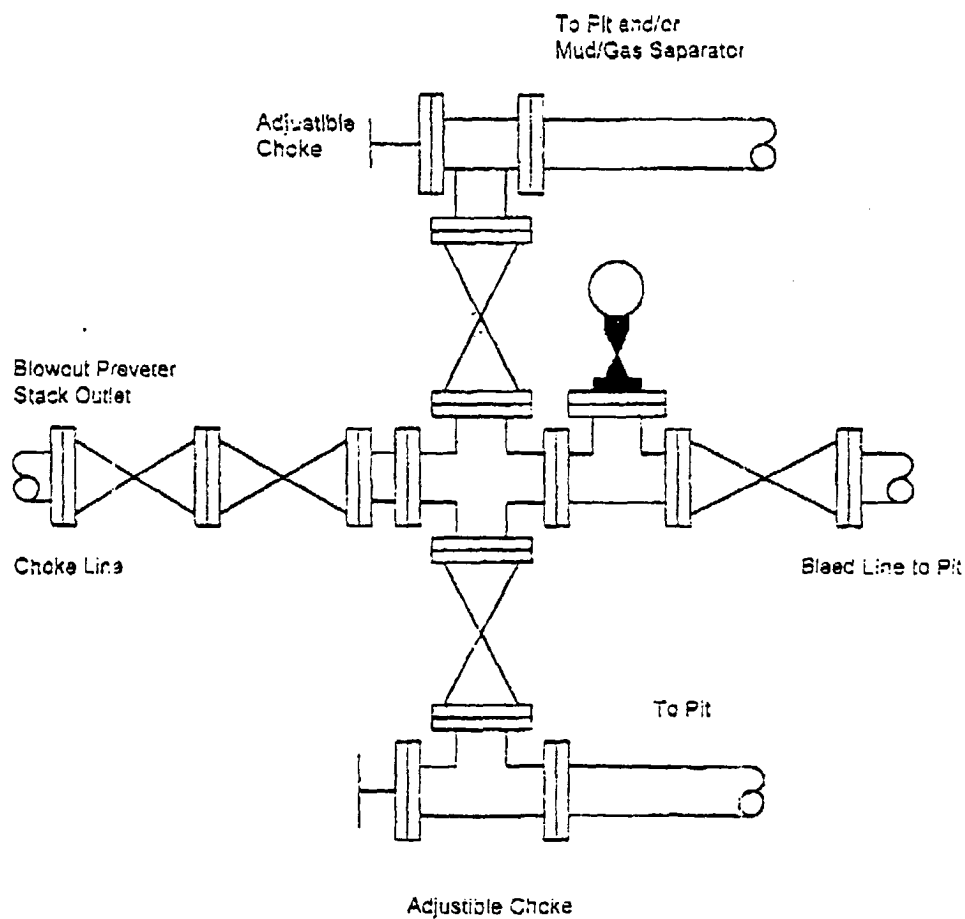 To Pit and/or
Mud/Gas Saparator
Adjustible
Choke
Blowout Preveter
Stack Outlet
Choke Line
Bleed Line to Pit
To Pit
Adjustible Choke